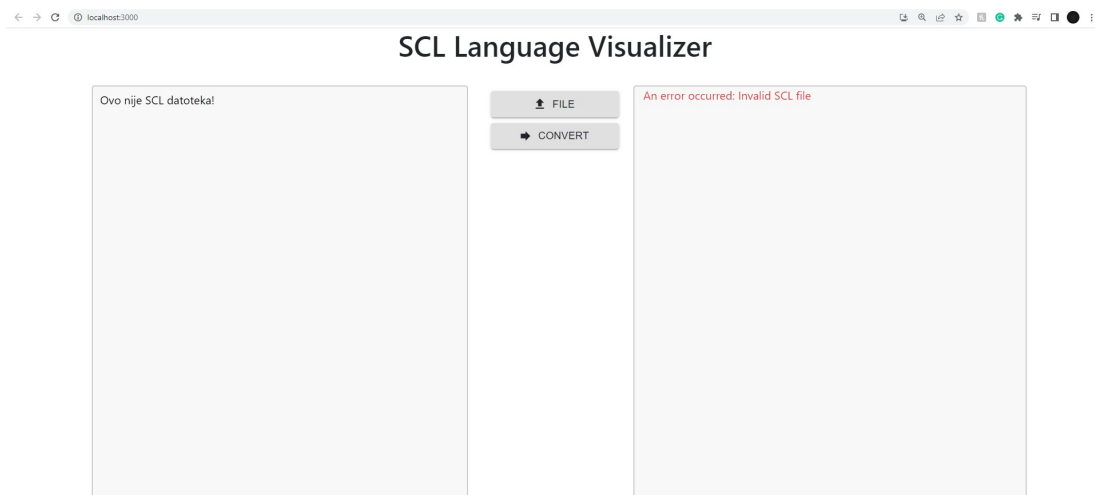 localhost:3000
SCL Language Visualizer
Ovo nije SCL datoteka!
FILE
CONVERT
An error occurred: Invalid SCL file